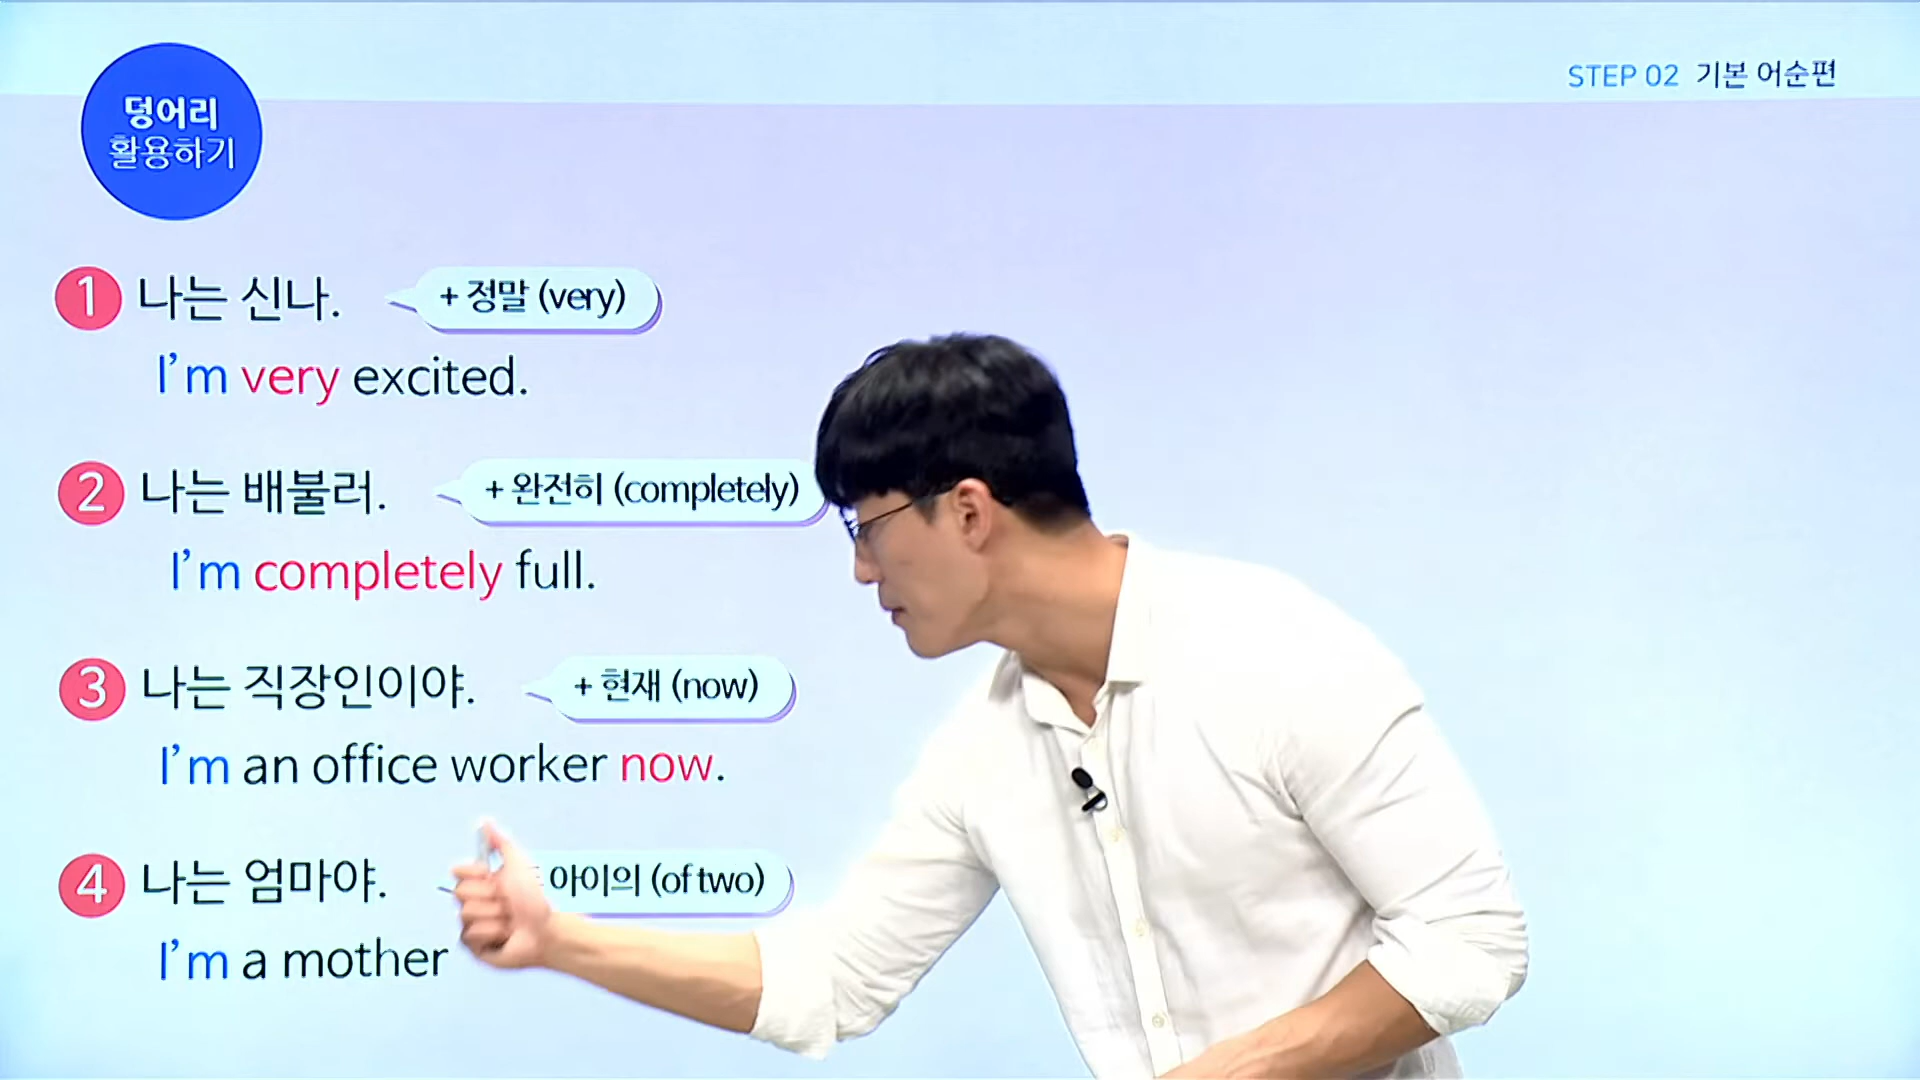 STEP 02 기본 어순편
덩어리
활용하기
1 나는 신나. + 정말 (very)
I'm very excited.
2 나는 배불러. + 완전히 (completely)
I'm completely full.
3 나는 직장인이야. + 현재 (now)
I'm an office worker now.
4 나는 엄마야. 아이의 (of two)
I'm a mother